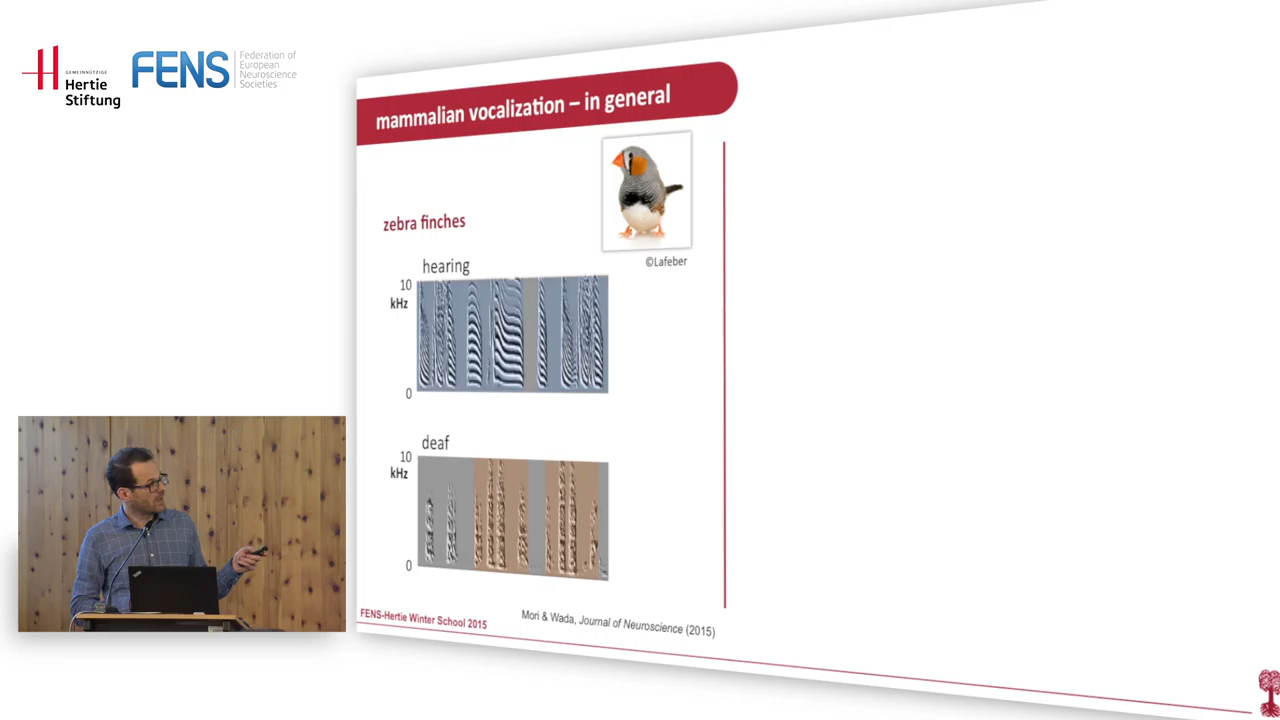 GEMEINNÜTZIGE
Hertie
Stiftung
FENS
Federation of
European
Neuroscience
Societies
mammalian vocalization – in general
zebra finches
©Lafeber
hearing
10
kHz
0
deaf
10
kHz
0
FENS-Hertie Winter School 2015
Mori & Wada, Journal of Neuroscience (2015)